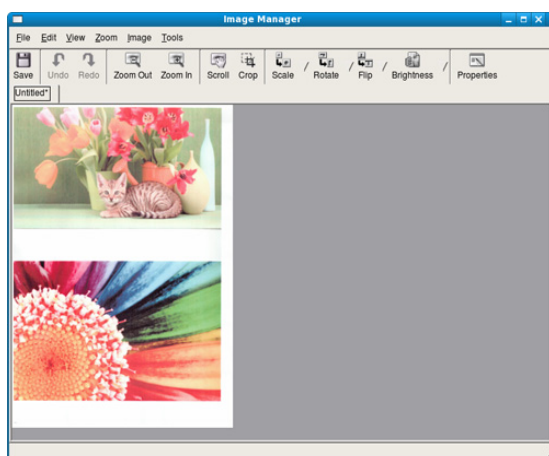 Image Manager
File Edit View Zoom Image Tools
Save Undo Redo Zoom Out Zoom In Scroll Crop Scale / Rotate / Flip / Brightness / Properties
Untitled*